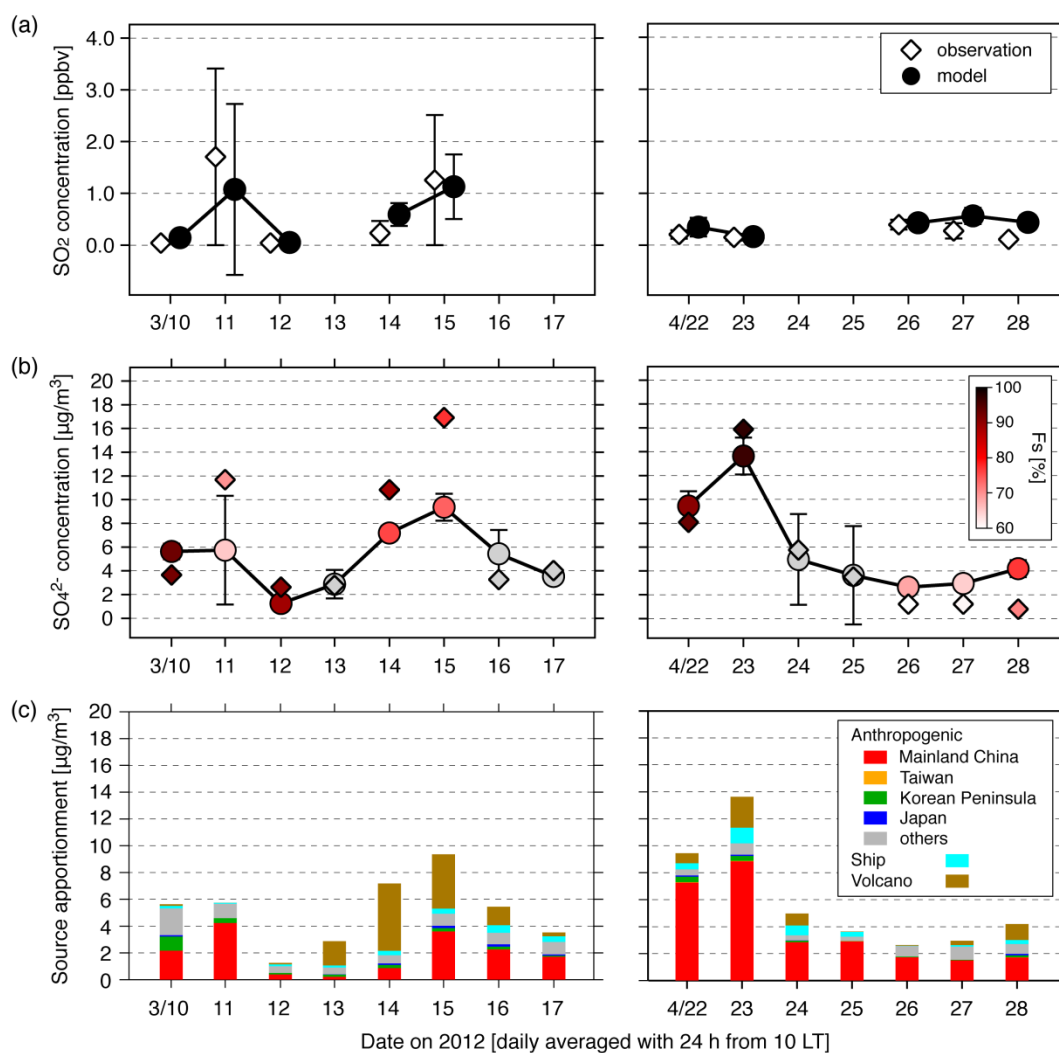 (a)
SO₂ concentration [ppbv]
4.0
3.0
2.0
1.0
0.0
3/10 11 12 13 14 15 16 17
observation
model
4/22 23 24 25 26 27 28
(b)
SO₄²⁻ concentration [µg/m³]
20
18
16
14
12
10
8
6
4
2
0
3/10 11 12 13 14 15 16 17
100
90
80
70
60
Fs [%]
4/22 23 24 25 26 27 28
(c)
Source apportionment [µg/m³]
20
18
16
14
12
10
8
6
4
2
0
3/10 11 12 13 14 15 16 17
Anthropogenic
Mainland China
Taiwan
Korean Peninsula
Japan
others
Ship
Volcano
4/22 23 24 25 26 27 28
Date on 2012 [daily averaged with 24 h from 10 LT]